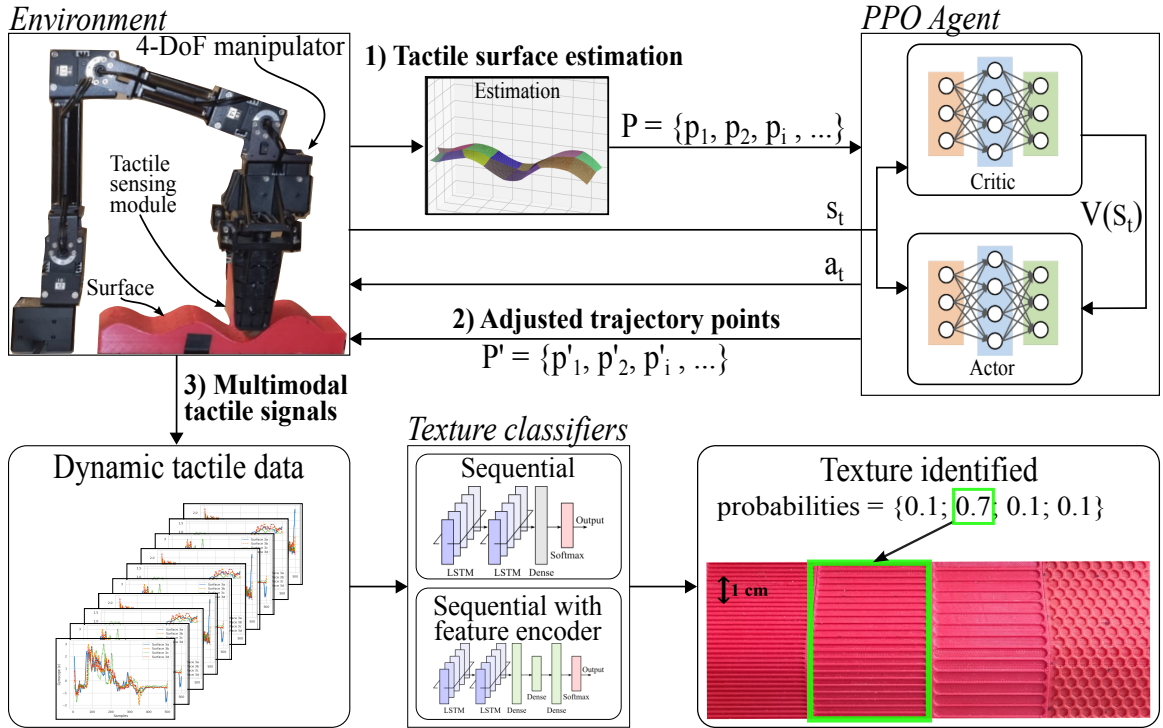 Environment
4-DoF manipulator
Tactile
sensing
module
Surface
1) Tactile surface estimation
Estimation
P = {p₁, p₂, pᵢ , ...}
sₜ
aₜ
2) Adjusted trajectory points
P' = {p'₁, p'₂, p'ᵢ , ...}
PPO Agent
Critic
V(Sₜ)
Actor
3) Multimodal
tactile signals
Dynamic tactile data
Samples
Texture classifiers
Sequential
Output
Softmax
LSTM
LSTM
Dense
Sequential with
feature encoder
Output
Dense
Softmax
LSTM
LSTM
Dense
Dense
Texture identified
probabilities = {0.1; 0.7; 0.1; 0.1}
1 cm